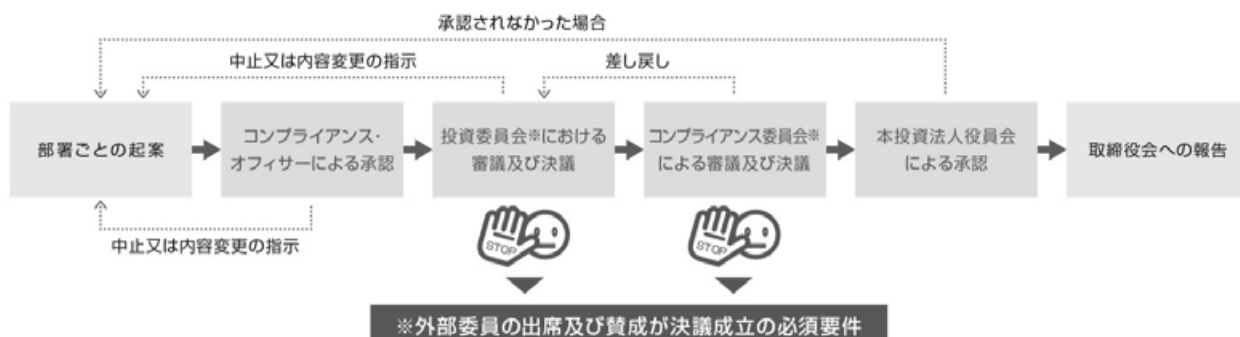 承認されなかった場合
中止又は内容変更の指示
差し戻し
部署ごとの起案
コンプライアンス・
オフィサーによる承認
投資委員会※における
審議及び決議
コンプライアンス委員会※
による審議及び決議
本投資法人役員会
による承認
取締役会への報告
中止又は内容変更の指示
STOP
STOP
※外部委員の出席及び賛成が決議成立の必須要件